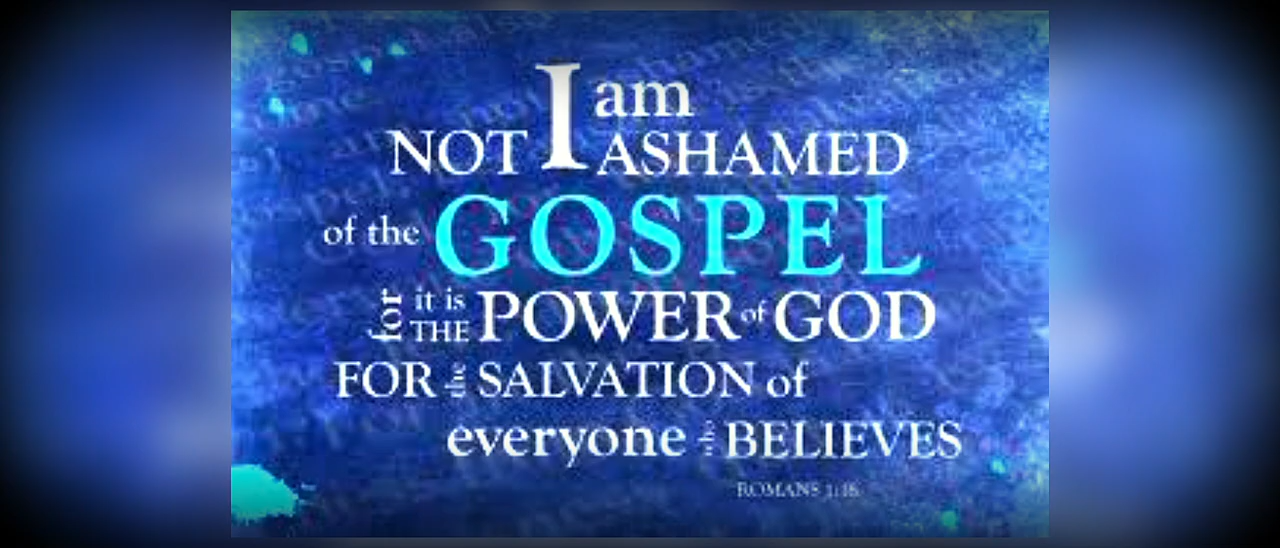 I am
NOT ASHAMED
of the GOSPEL
for it is
THE POWER of GOD
FOR the SALVATION of
everyone who BELIEVES
ROMANS 1:16